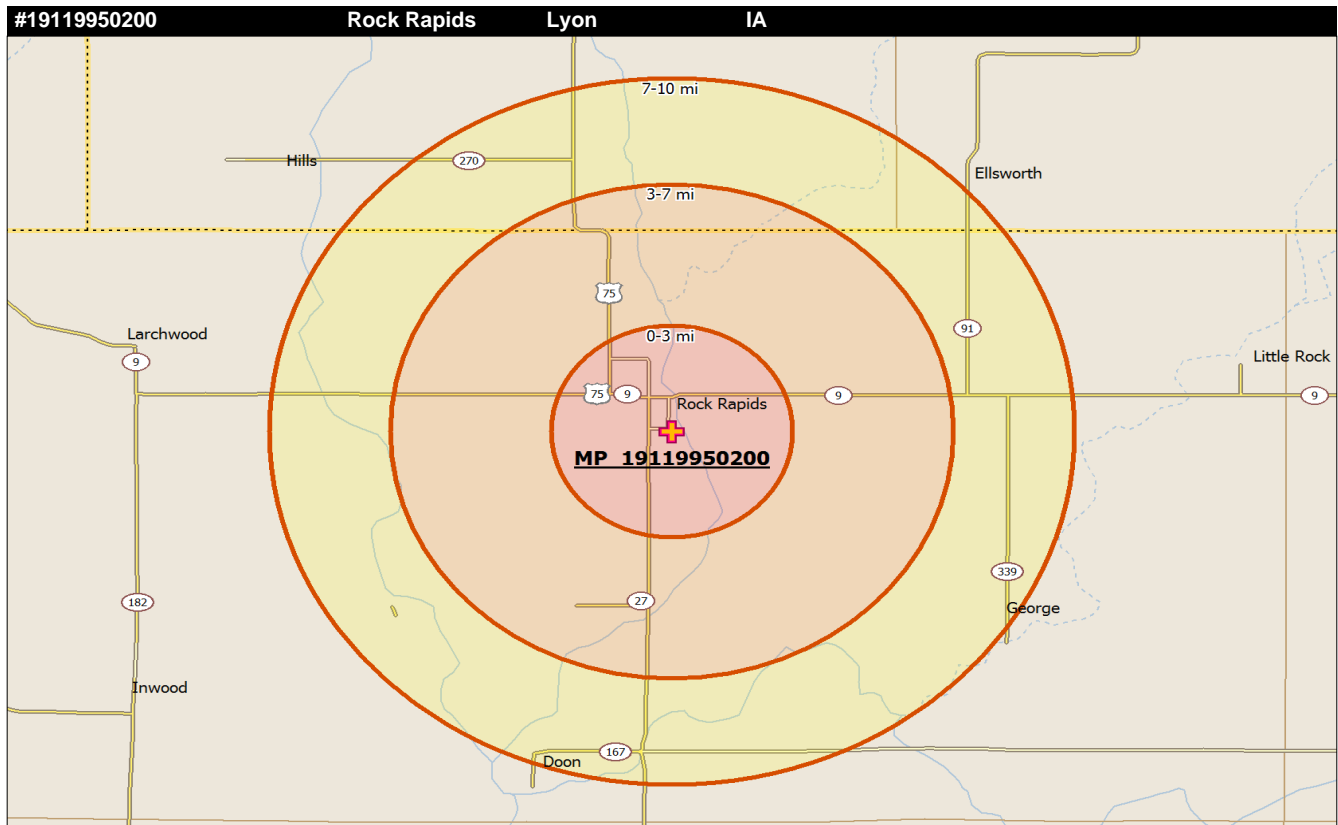 #19119950200 Rock Rapids Lyon IA
7-10 mi
Hills
270
Ellsworth
3-7 mi
75
Larchwood
91
0-3 mi
Little Rock
9
75
9
9
9
Rock Rapids
MP 19119950200
339
182
27
George
Inwood
167
Doon